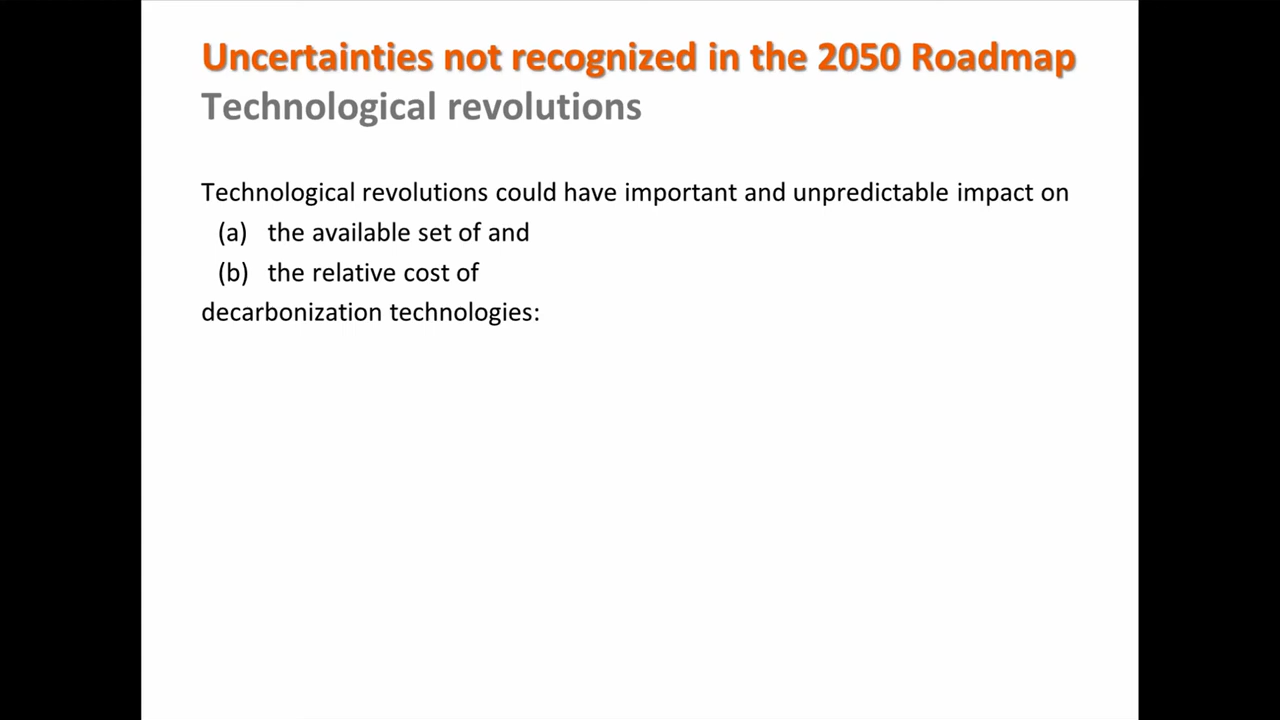 Uncertainties not recognized in the 2050 Roadmap
Technological revolutions
Technological revolutions could have important and unpredictable impact on
(a) the available set of and
(b) the relative cost of
decarbonization technologies: